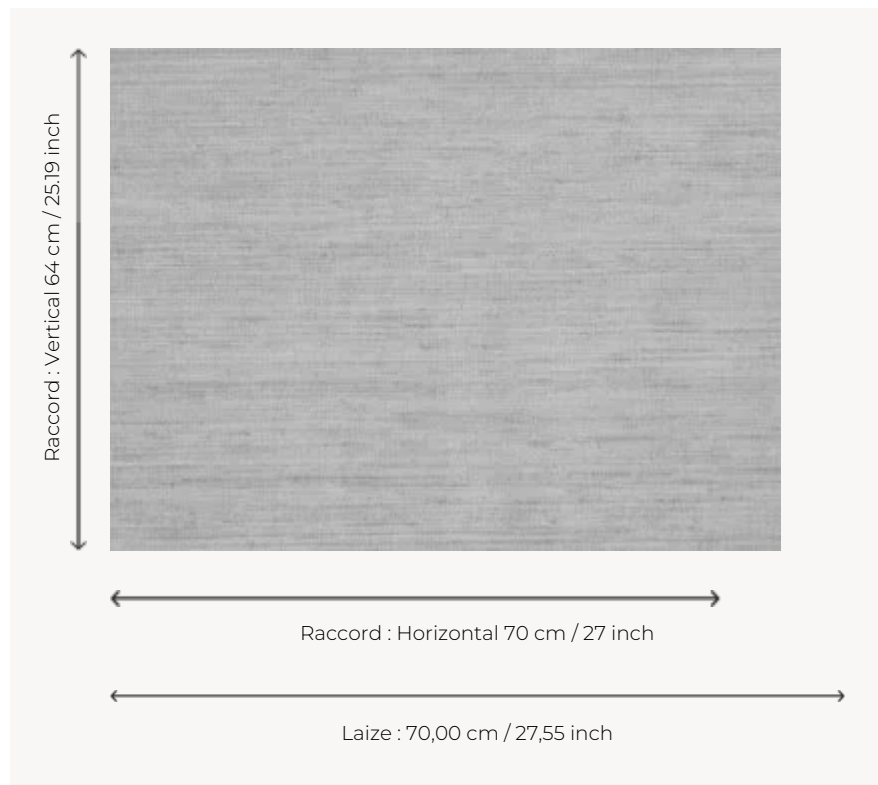 Raccord : Vertical 64 cm / 25.19 inch
Raccord : Horizontal 70 cm / 27 inch
Laize : 70,00 cm / 27,55 inch